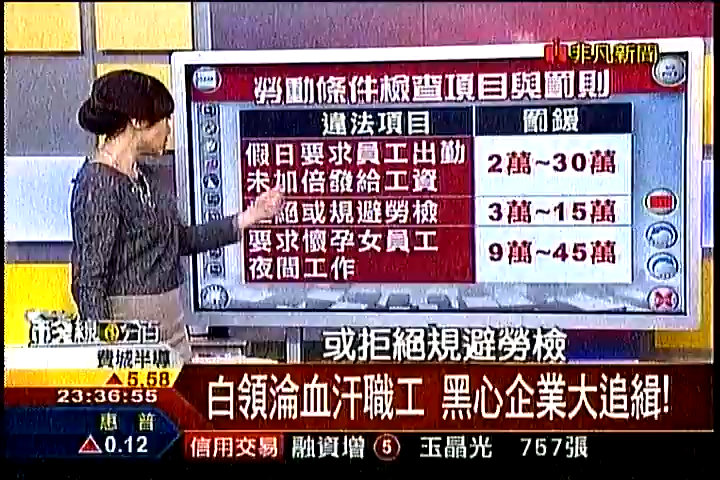 非凡新聞
勞動條件檢查項目與罰則
違法項目 罰鍰
假日要求員工出勤
未加倍發給工資
2萬~30萬
拒絕或規避勞檢
3萬~15萬
要求懷孕女員工
夜間工作
9萬~45萬
或拒絕規避勞檢
費城半導
▲5.58
23:36:55
白領淪血汗職工 黑心企業大追緝!
惠普
▲0.12
信用交易 融資增 5 玉晶光 757張